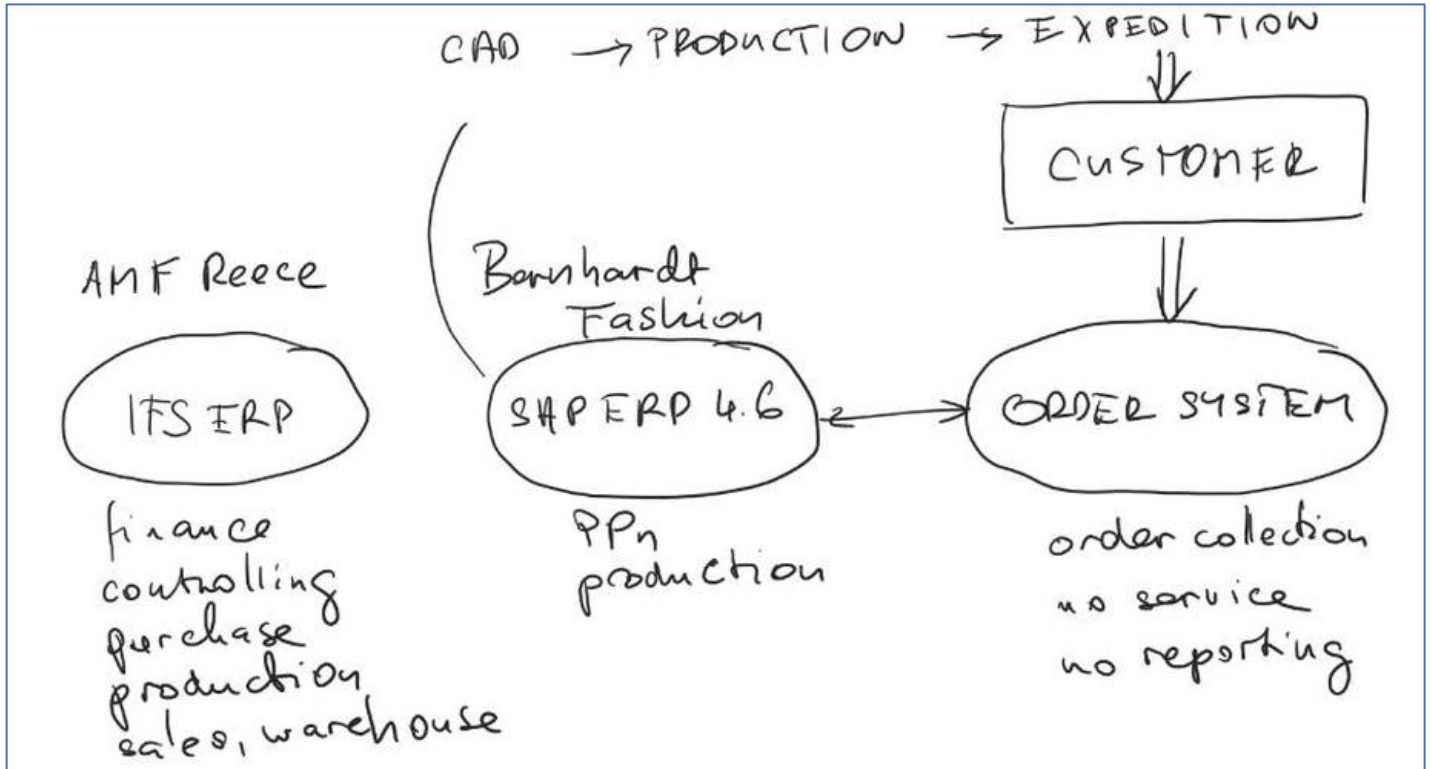 CAD → PRODUCTION → EXPEDITION
CUSTOMER
AMF Reece
Bernhardt
Fashion
IFS ERP
SAP ERP 4.6
ORDER SYSTEM
finance
controlling
purchase
production
sales, warehouse
PPn
production
order collection
no service
no reporting